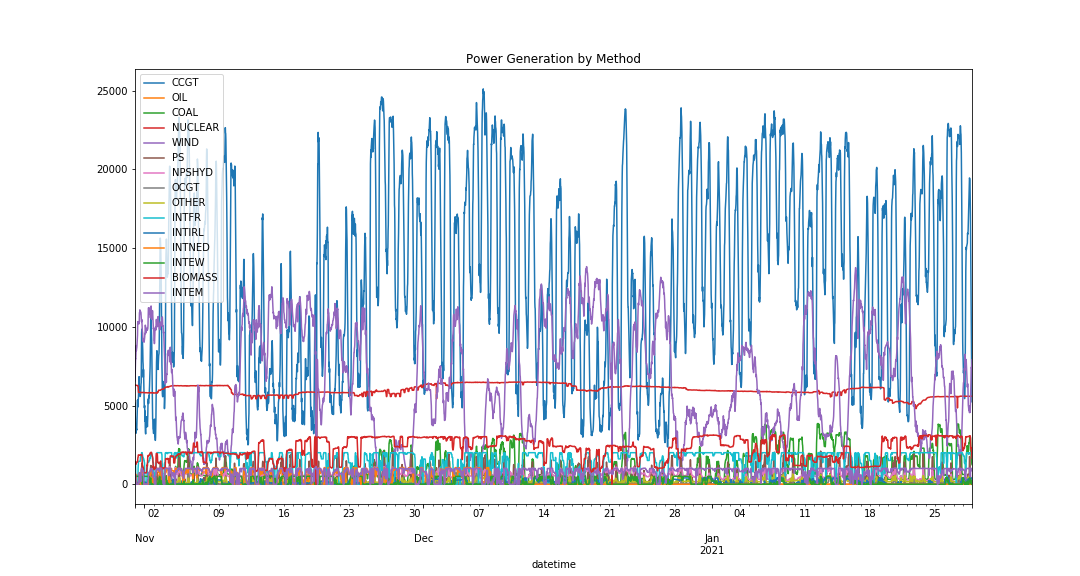 Power Generation by Method
25000
20000
15000
10000
5000
0
CCGT
OIL
COAL
NUCLEAR
WIND
PS
NPSHYD
OCGT
OTHER
INTFR
INTIRL
INTNED
INTEW
BIOMASS
INTEM
02 09 16 23 30 07 14 21 28 04 11 18 25
Nov Dec Jan
2021
datetime